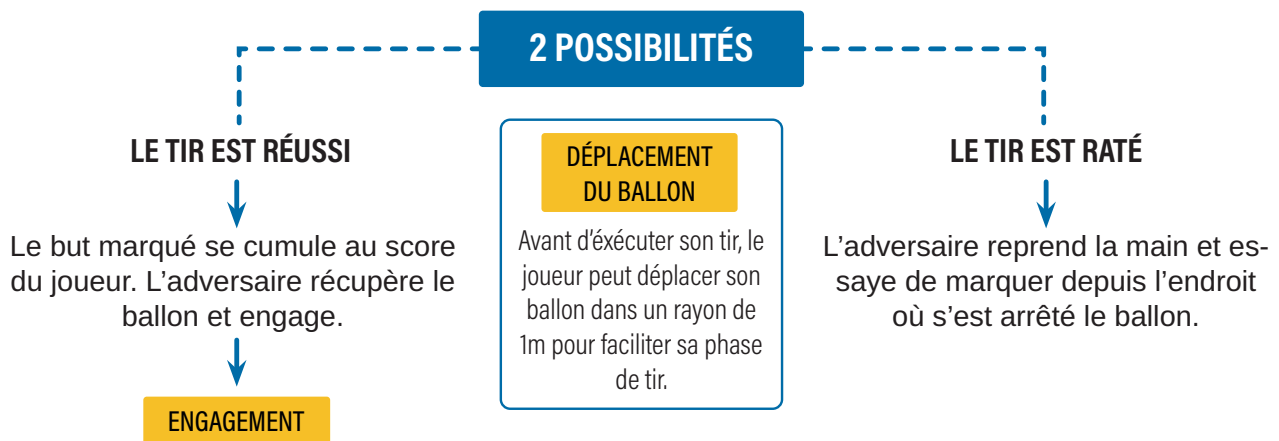 2 POSSIBILITÉS
LE TIR EST RÉUSSI
Le but marqué se cumule au score
du joueur. L’adversaire récupère le
ballon et engage.
ENGAGEMENT
DÉPLACEMENT
DU BALLON
Avant d’éxécuter son tir, le
joueur peut déplacer son
ballon dans un rayon de
1m pour faciliter sa phase
de tir.
LE TIR EST RATÉ
L’adversaire reprend la main et es-
saye de marquer depuis l’endroit
où s’est arrêté le ballon.